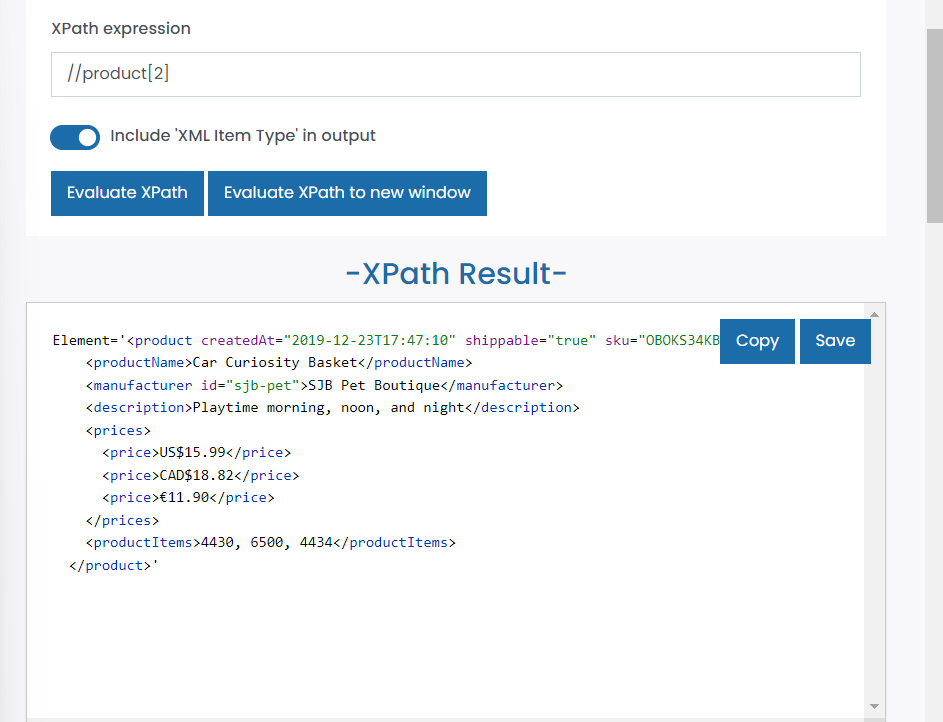 XPath expression
//product[2]
Include 'XML Item Type' in output
Evaluate XPath Evaluate XPath to new window
-XPath Result-
Element='<product createdAt="2019-12-23T17:47:10" shippable="true" sku="OBOKS34KB Copy Save
<productName>Car Curiosity Basket</productName>
<manufacturer id="sjb-pet">SJB Pet Boutique</manufacturer>
<description>Playtime morning, noon, and night</description>
<prices>
<price>US$15.99</price>
<price>CAD$18.82</price>
<price>€11.90</price>
</prices>
<productItems>4430, 6500, 4434</productItems>
</product>'